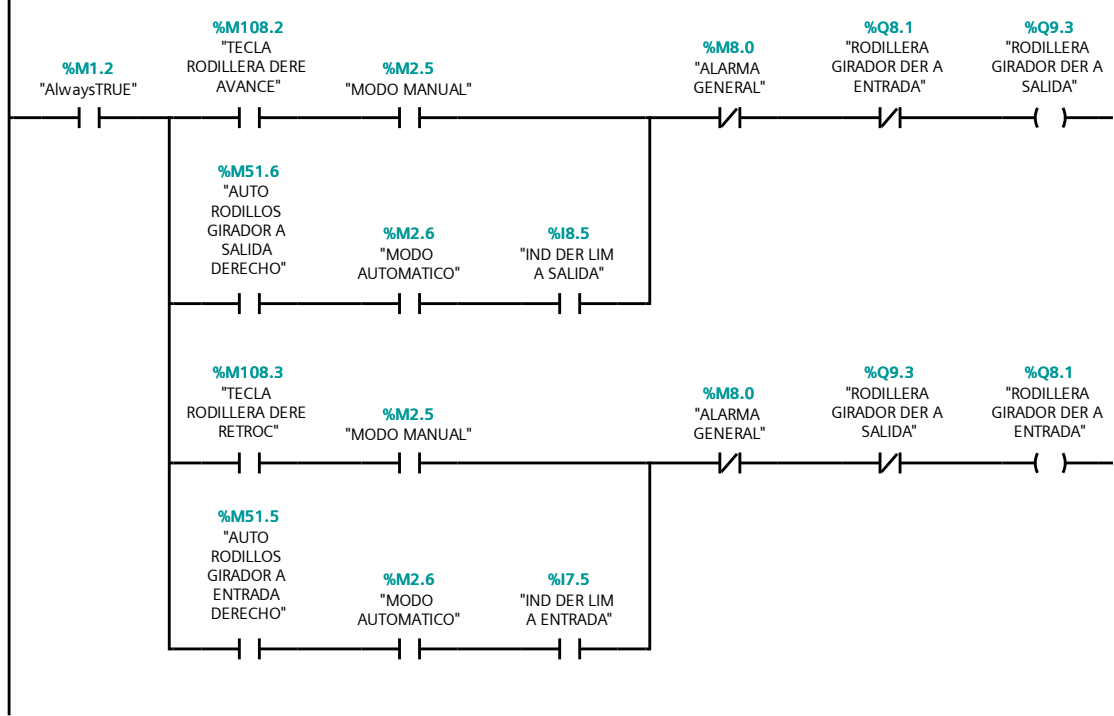 %M1.2
"AlwaysTRUE"
%M108.2
"TECLA
RODILLERA DERE
AVANCE"
%M2.5
"MODO MANUAL"
%M8.0
"ALARMA
GENERAL"
%Q8.1
"RODILLERA
GIRADOR DER A
ENTRADA"
%Q9.3
"RODILLERA
GIRADOR DER A
SALIDA"
%M51.6
"AUTO
RODILLOS
GIRADOR A
SALIDA
DERECHO"
%M2.6
"MODO
AUTOMATICO"
%I8.5
"IND DER LIM
A SALIDA"
%M108.3
"TECLA
RODILLERA DERE
RETROC"
%M2.5
"MODO MANUAL"
%M8.0
"ALARMA
GENERAL"
%Q9.3
"RODILLERA
GIRADOR DER A
SALIDA"
%Q8.1
"RODILLERA
GIRADOR DER A
ENTRADA"
%M51.5
"AUTO
RODILLOS
GIRADOR A
ENTRADA
DERECHO"
%M2.6
"MODO
AUTOMATICO"
%I7.5
"IND DER LIM
A ENTRADA"